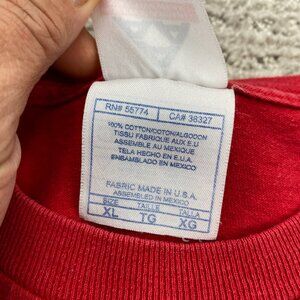 RN# 55774 CA# 38327
100% COTTON/COTON/ALGODON
TISSU FABRIQUE AUX E.U
ASSEMBLE AU MEXIQUE
TELA HECHO EN E.U.A.
ENSAMBLADO EN MEXICO
FABRIC MADE IN U.S.A.
ASSEMBLED IN MEXICO
SIZE TAILLE TALLA
XL TG XG